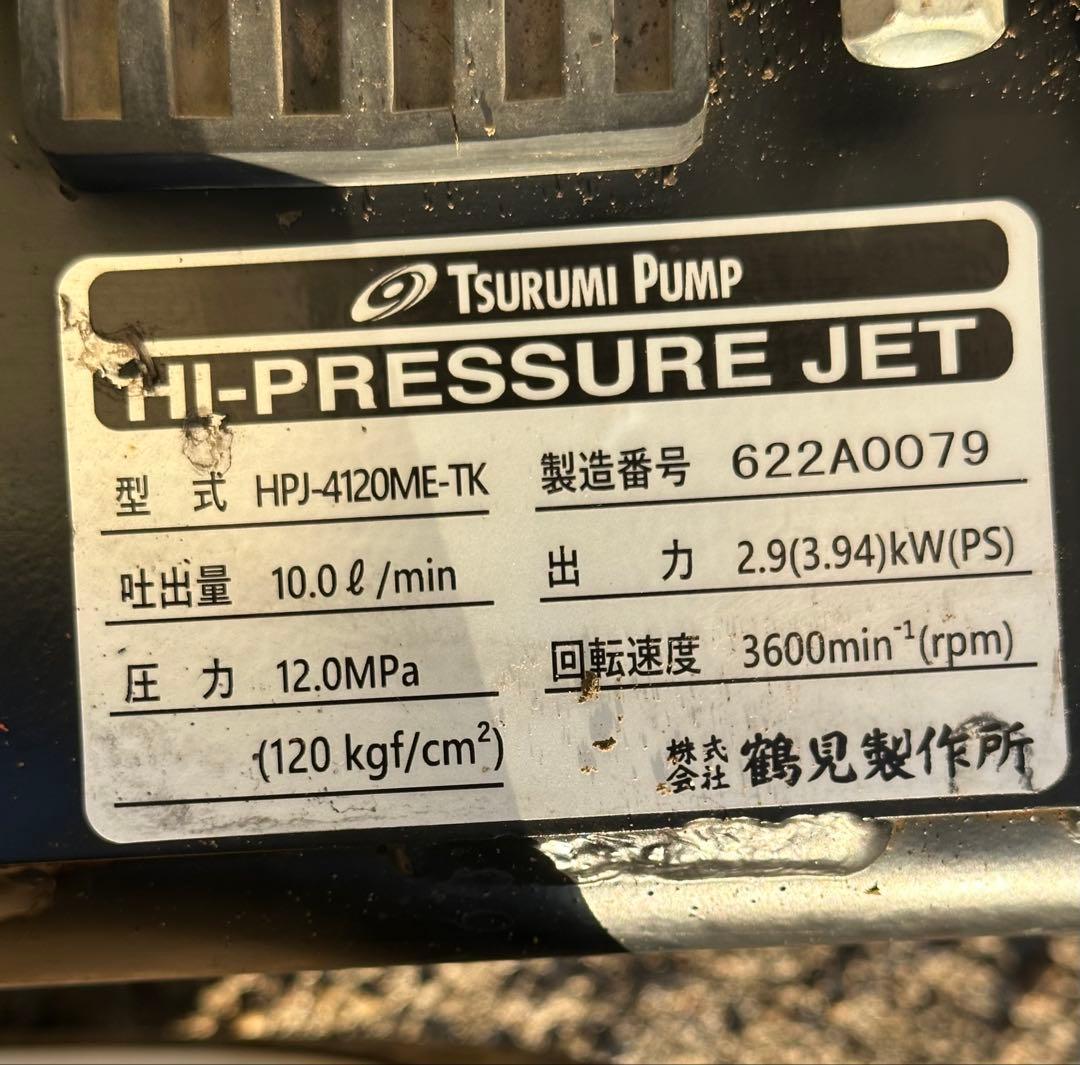 TSURUMI PUMP
HI-PRESSURE JET
型式 HPJ-4120ME-TK
製造番号 622A0079
吐出量 10.0ℓ/min
出力 2.9(3.94)kW(PS)
圧力 12.0MPa
回転速度 3600min⁻¹(rpm)
(120 kgf/cm²)
株式会社 鶴見製作所